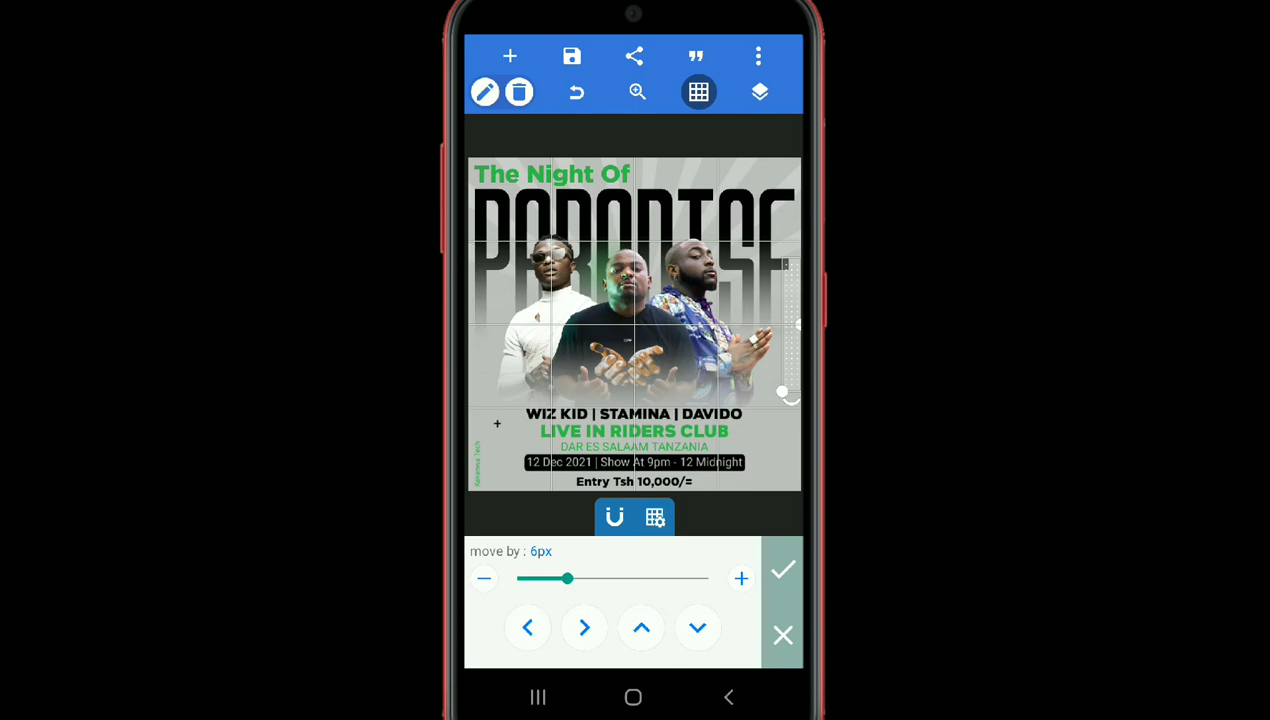 The Night Of
PARADISE
WIZ KID | STAMINA | DAVIDO
LIVE IN RIDERS CLUB
DAR ES SALAAM TANZANIA
12 Dec 2021 | Show At 9pm - 12 Midnight
Entry Tsh 10,000/=
move by : 6px